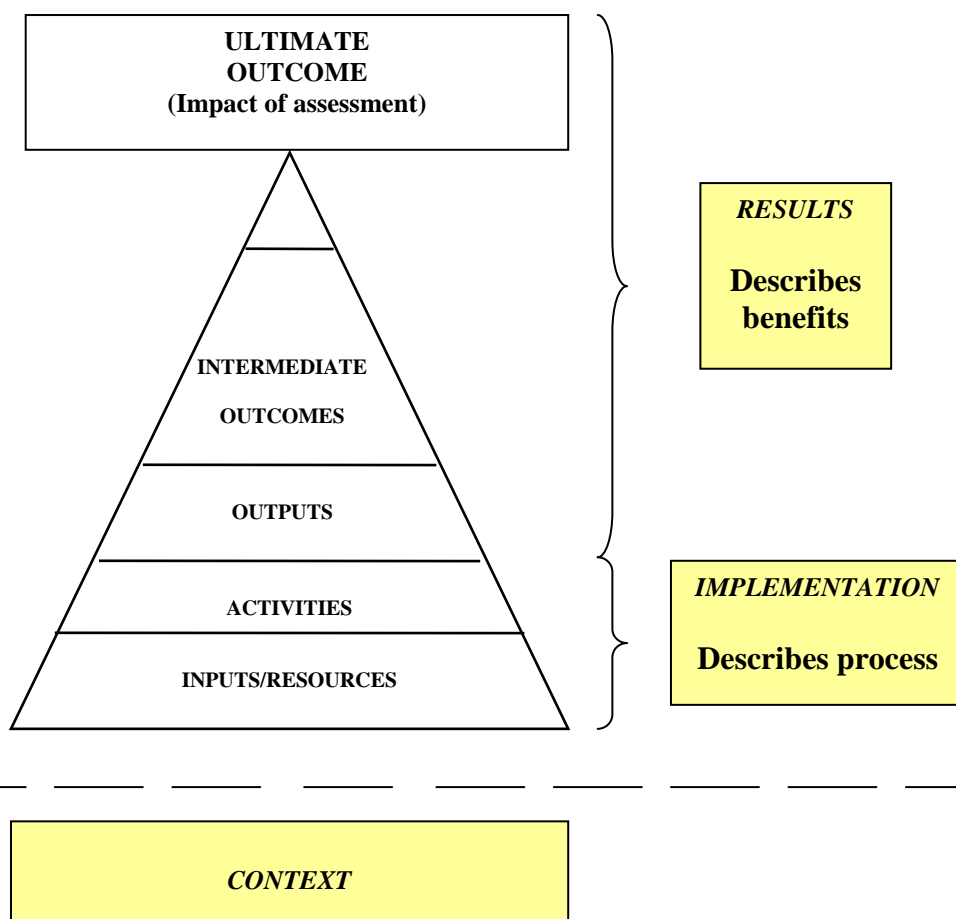 ULTIMATE
OUTCOME
(Impact of assessment)
RESULTS
Describes
benefits
INTERMEDIATE
OUTCOMES
OUTPUTS
ACTIVITIES
INPUTS/RESOURCES
IMPLEMENTATION
Describes process
CONTEXT